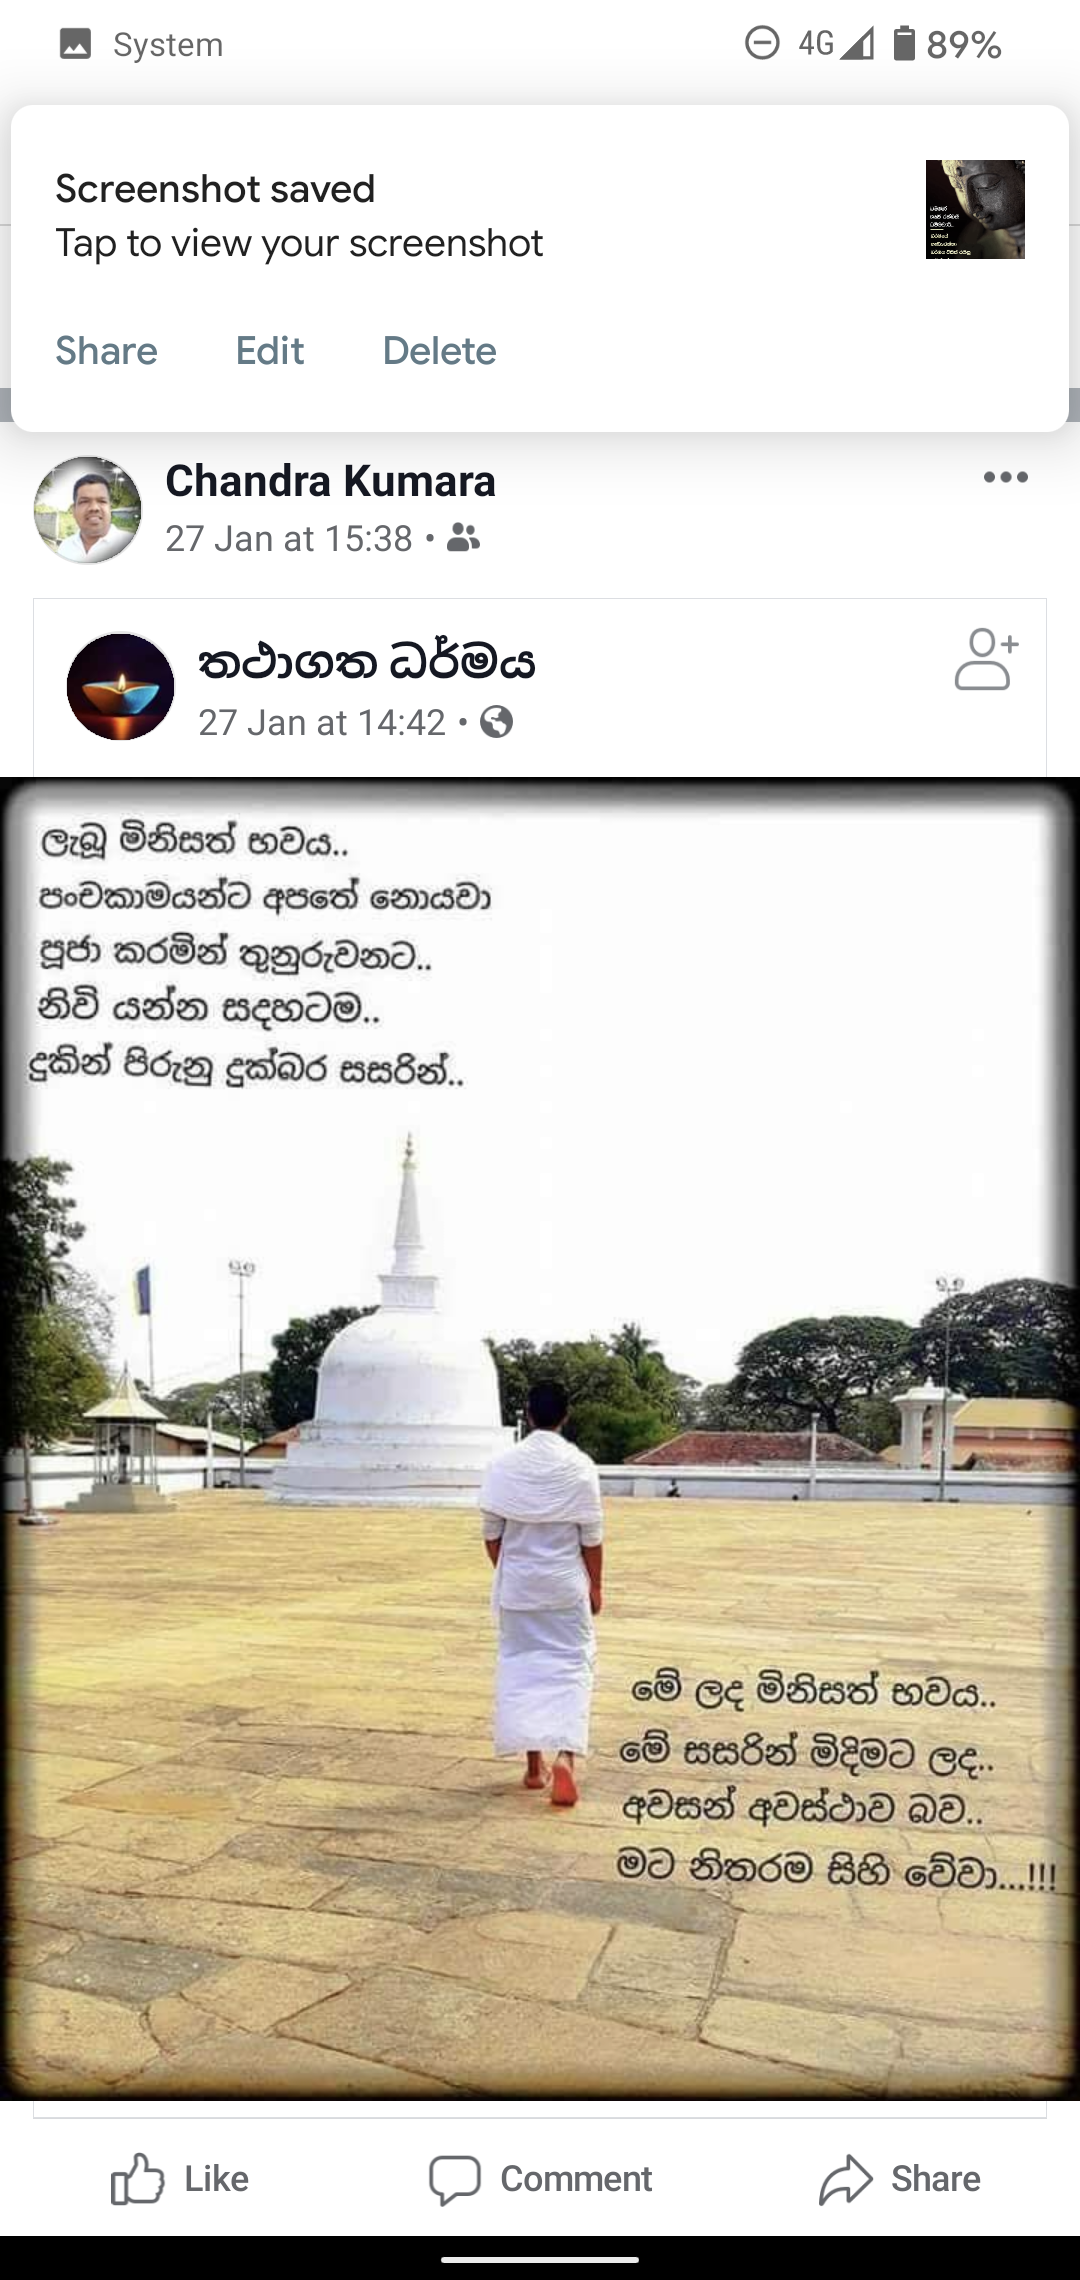 System
4G 89%
Screenshot saved
Tap to view your screenshot
Share Edit Delete
Chandra Kumara
27 Jan at 15:38 •
තථාගත ධර්මය
27 Jan at 14:42 •
ලැබූ මිනිසත් භවය..
පංචකාමයන්ට අපතේ නොයවා
පූජා කරමින් තුනුරුවනට..
නිවි යන්න සදහටම..
දුකින් පිරුනු දුක්බර සසරින්..
මේ ලද මිනිසත් භවය..
මේ සසරින් මිදිමට ලද..
අවසන් අවස්ථාව බව..
මට නිතරම සිහි වේවා...!!!
Like Comment Share